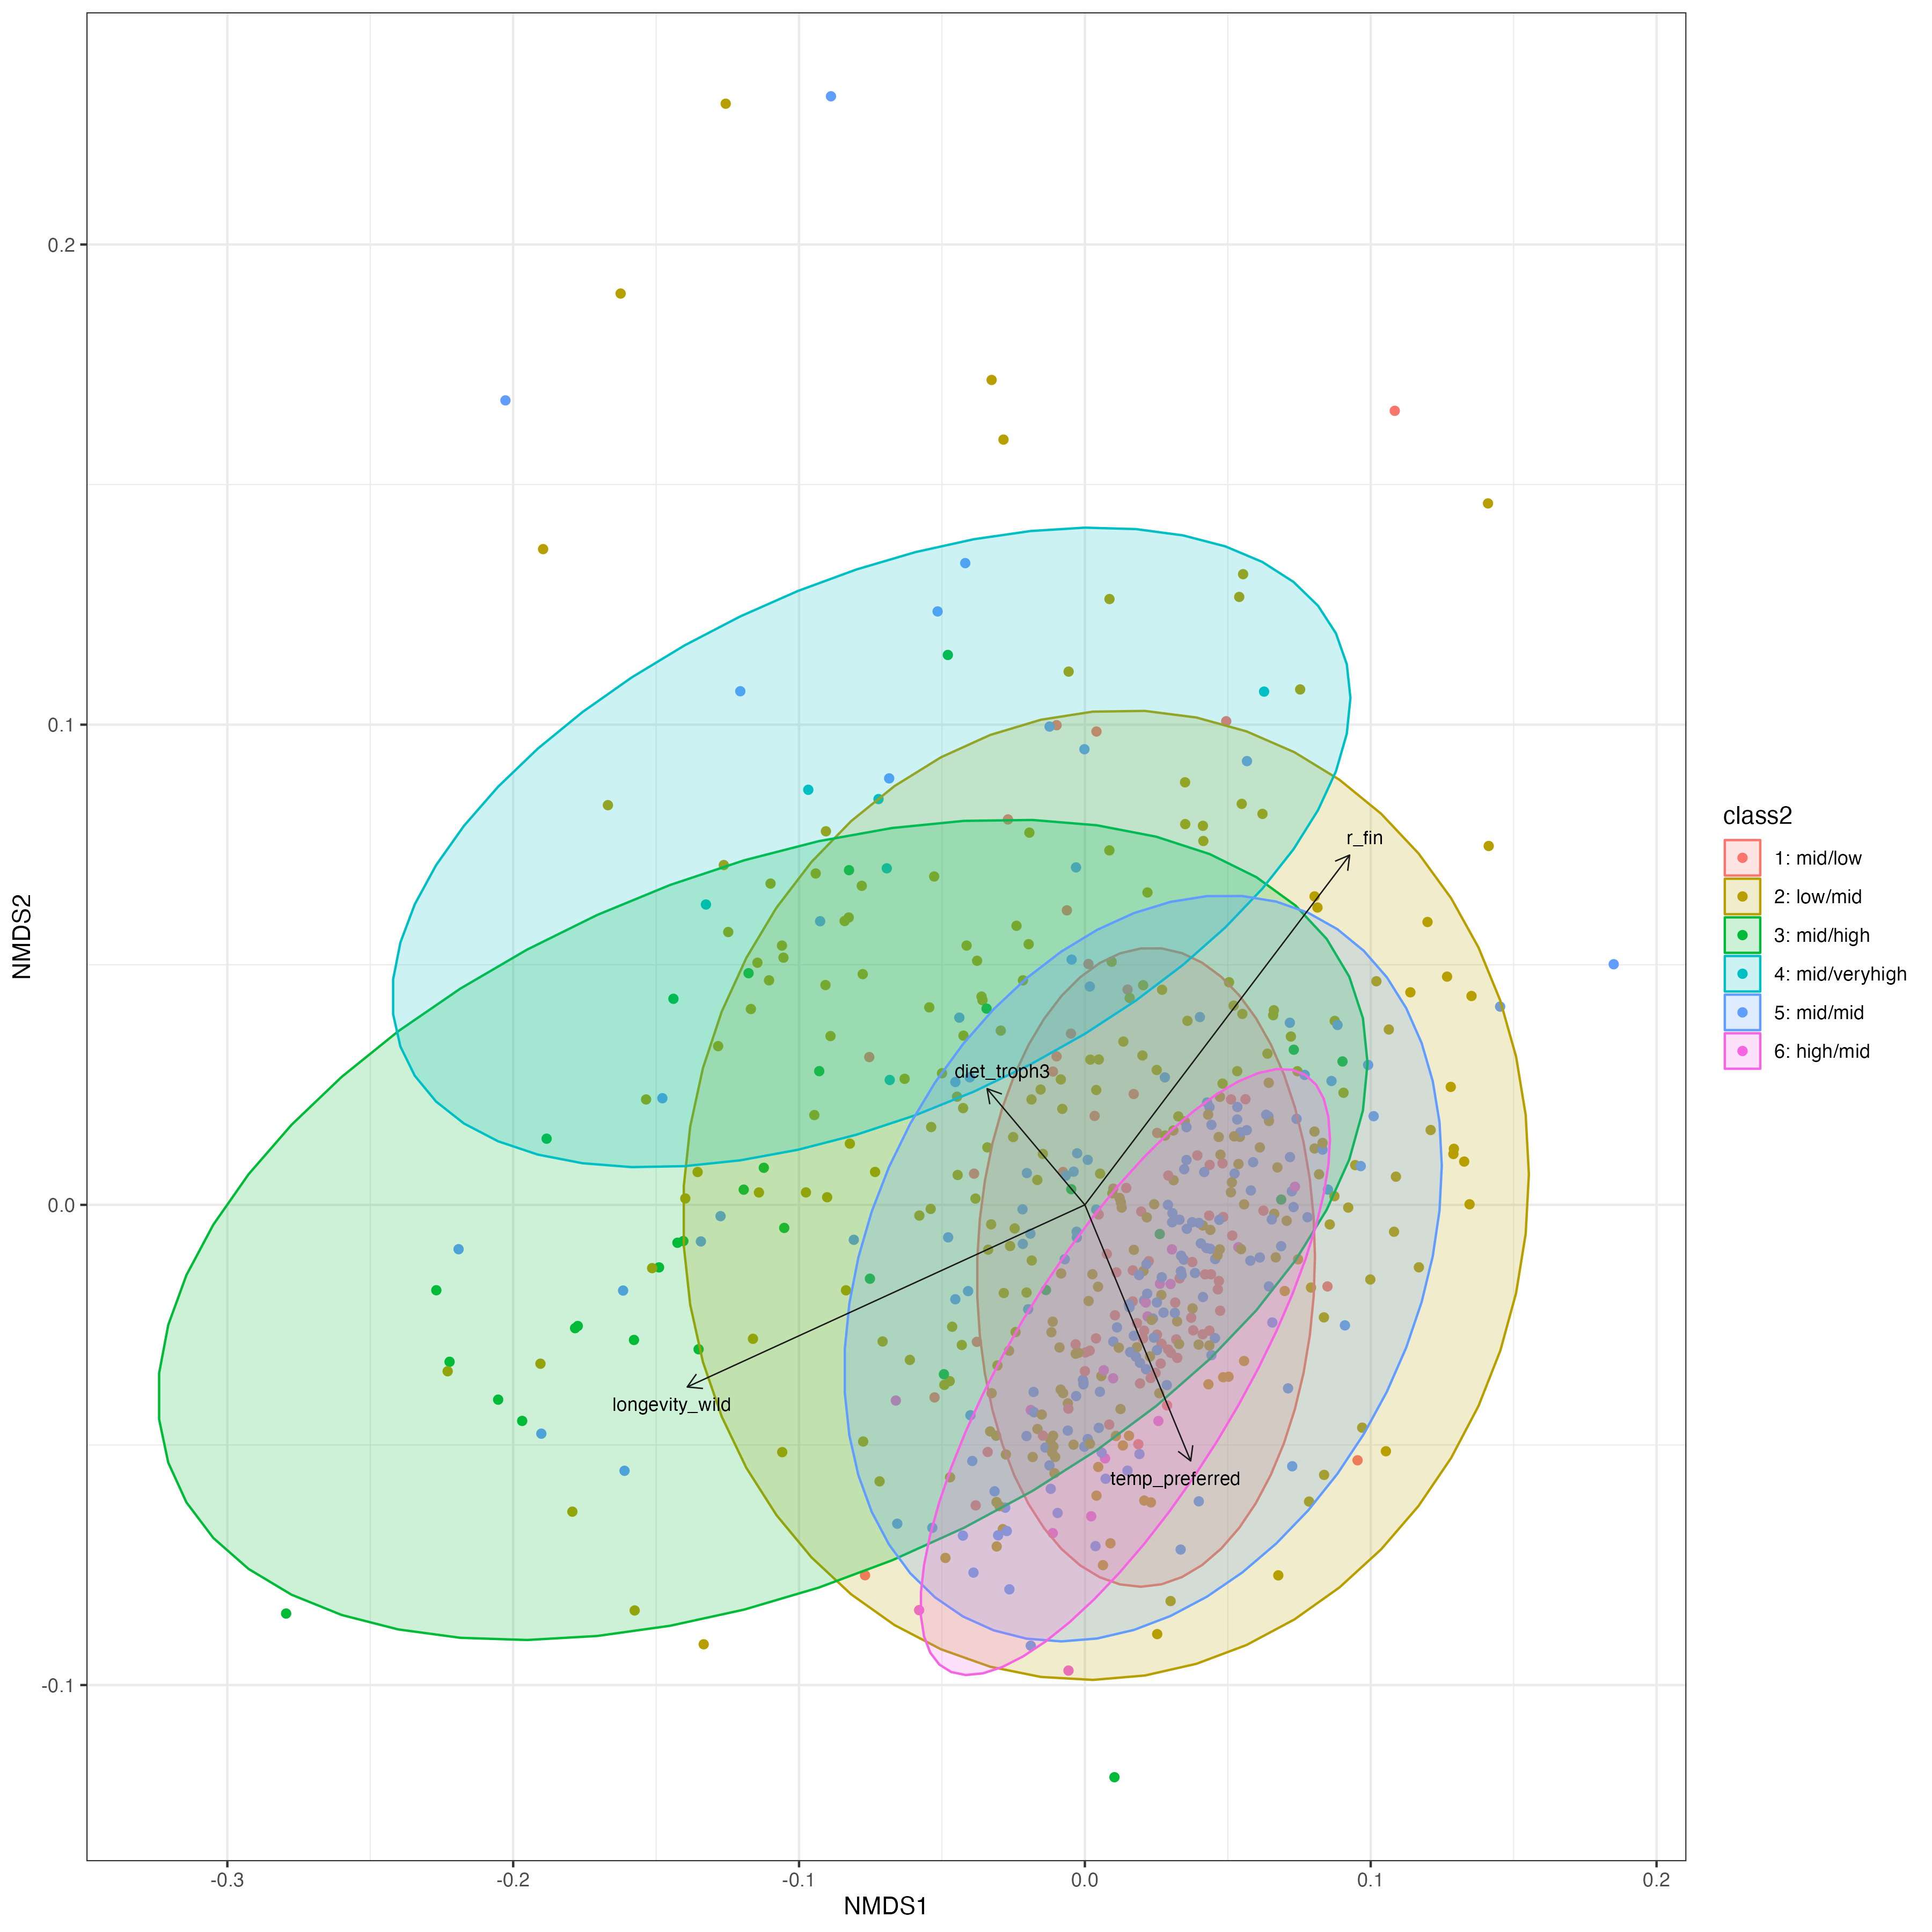 0.2
0.1
0.0
-0.1
NMDS2
r_fin
diet_troph3
longevity_wild
temp_preferred
-0.3
-0.2
-0.1
0.0
0.1
0.2
NMDS1
class2
1: mid/low
2: low/mid
3: mid/high
4: mid/veryhigh
5: mid/mid
6: high/mid